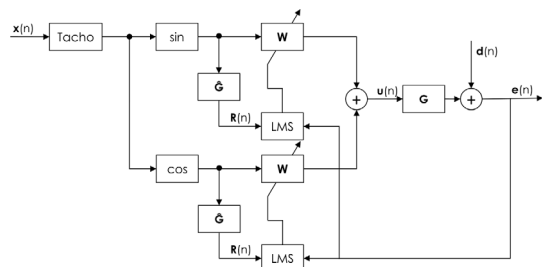 x(n)
Tacho
sin
W
d(n)
Ĝ
+
u(n)
G
+
e(n)
R(n)
LMS
cos
W
Ĝ
R(n)
LMS